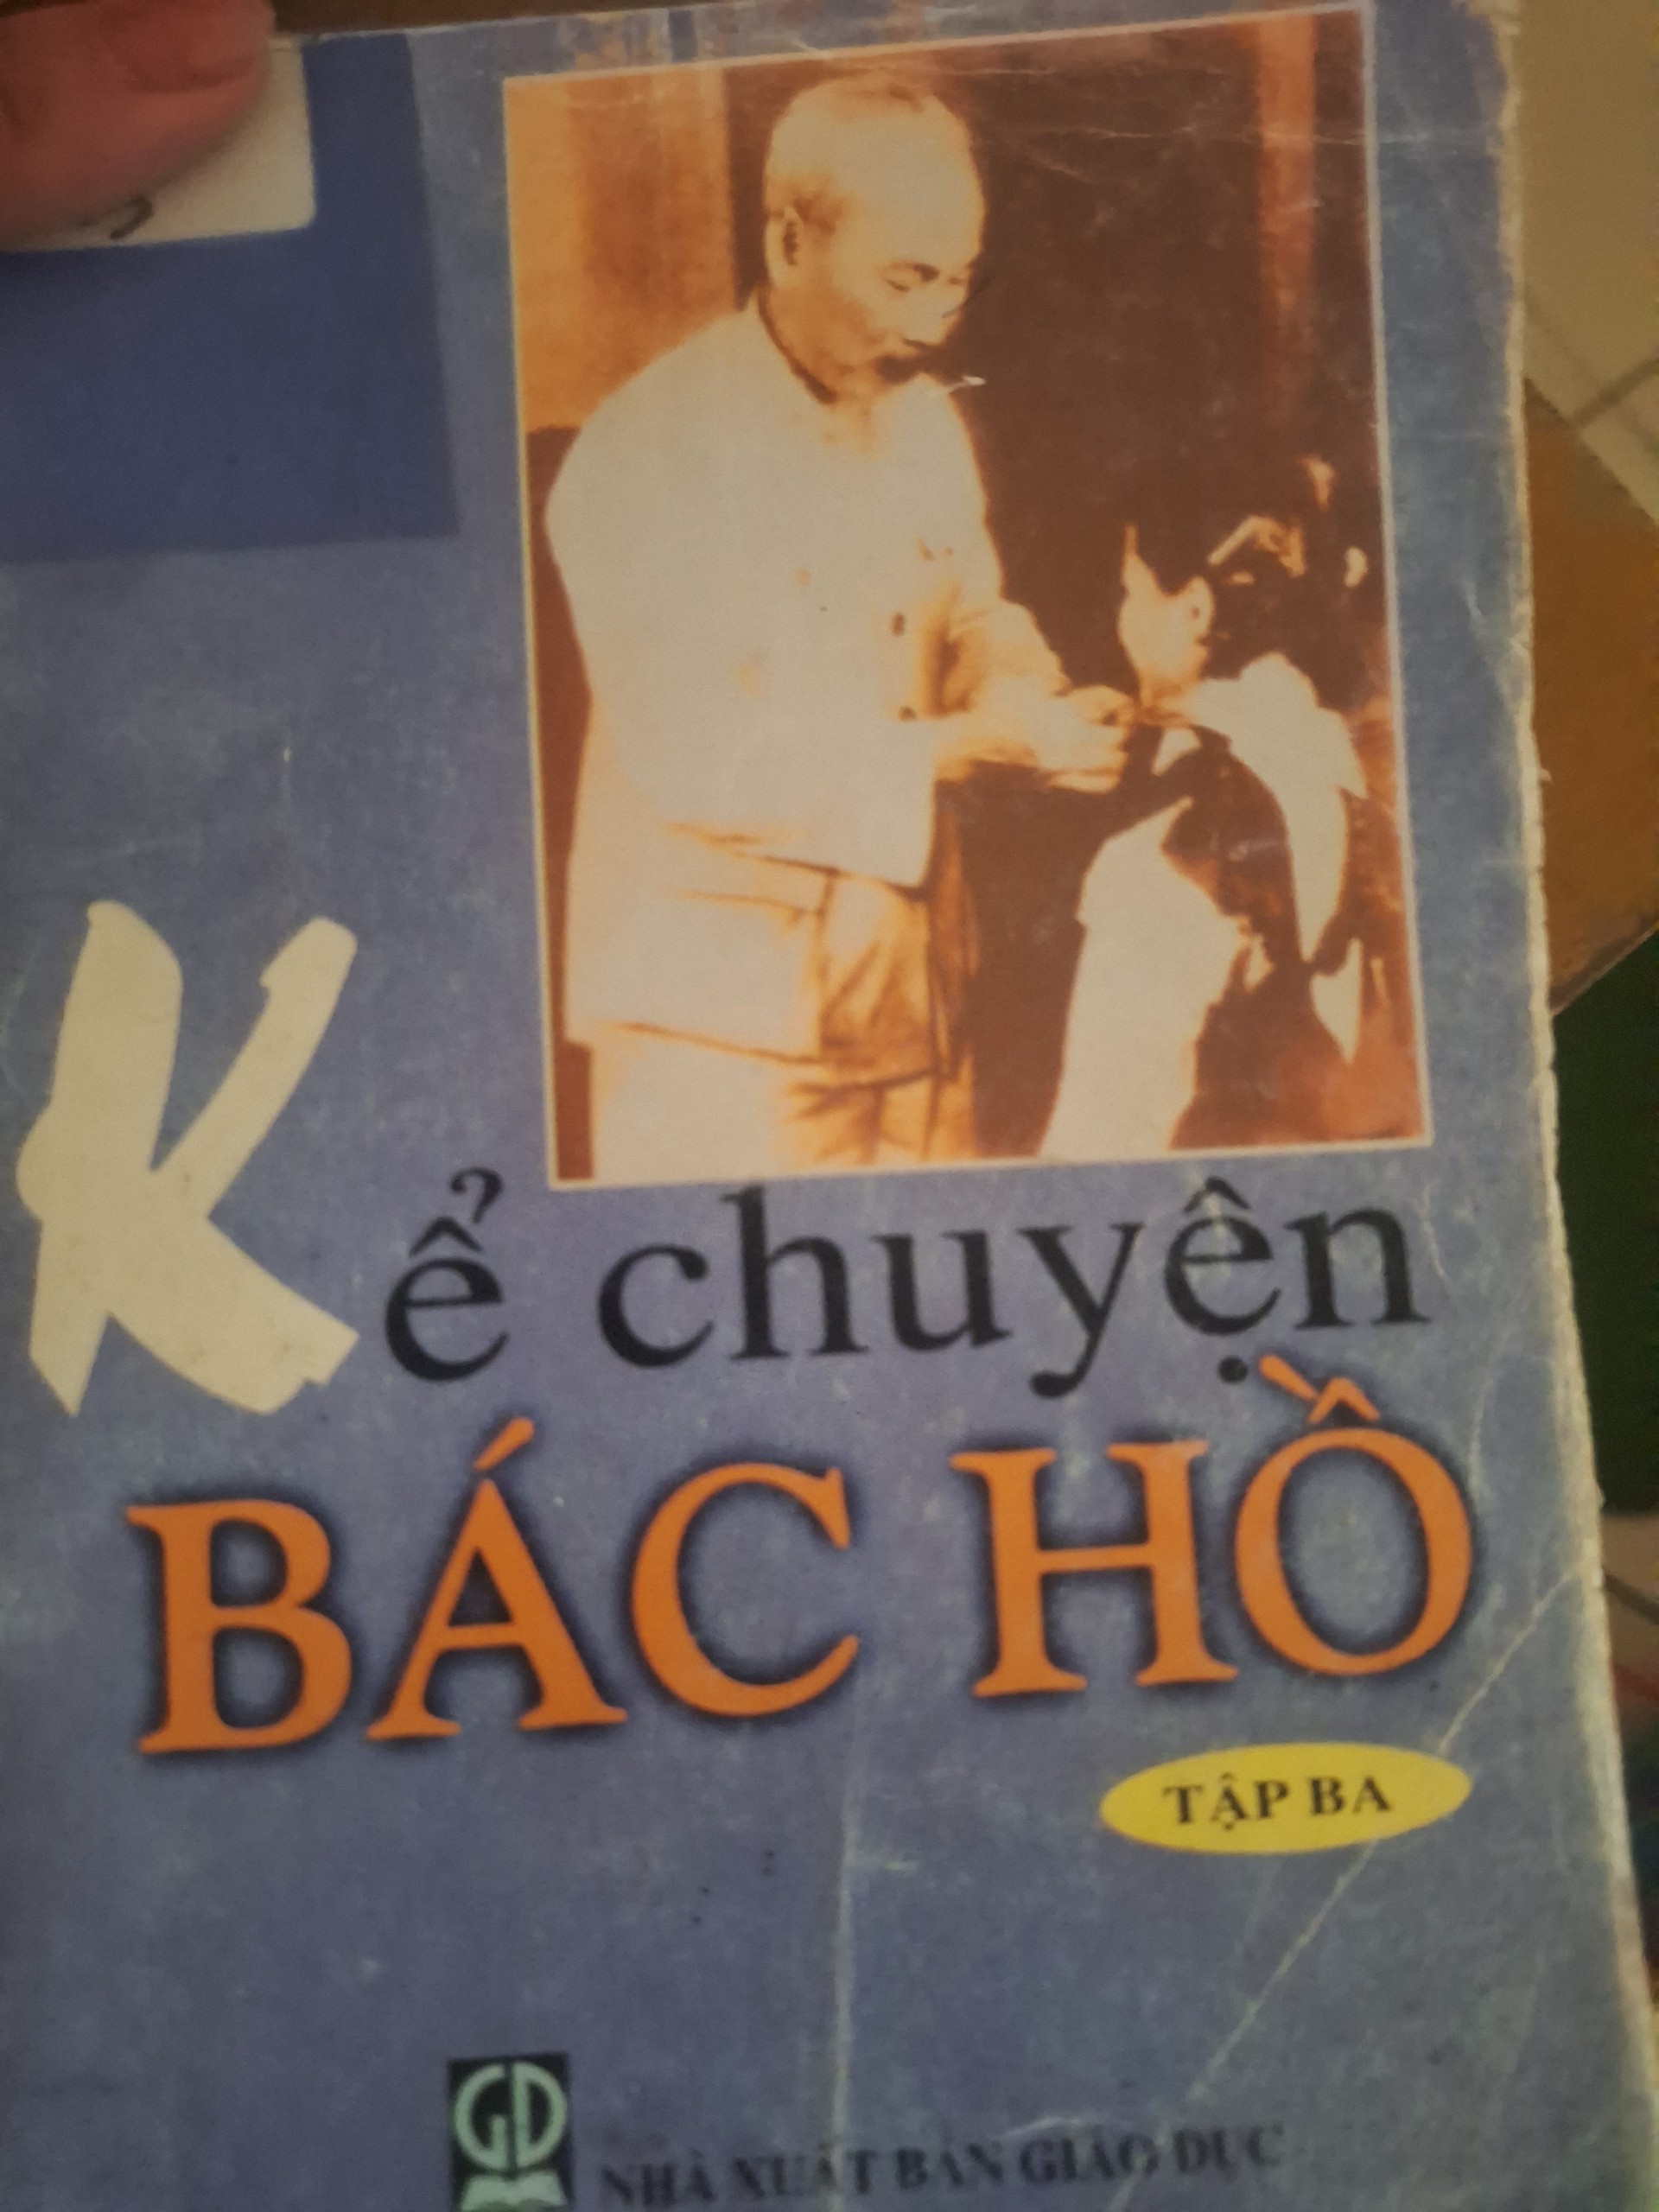 Kể chuyện
BÁC HỒ
TẬP BA
GD
NHÀ XUẤT BẢN GIÁO DỤC